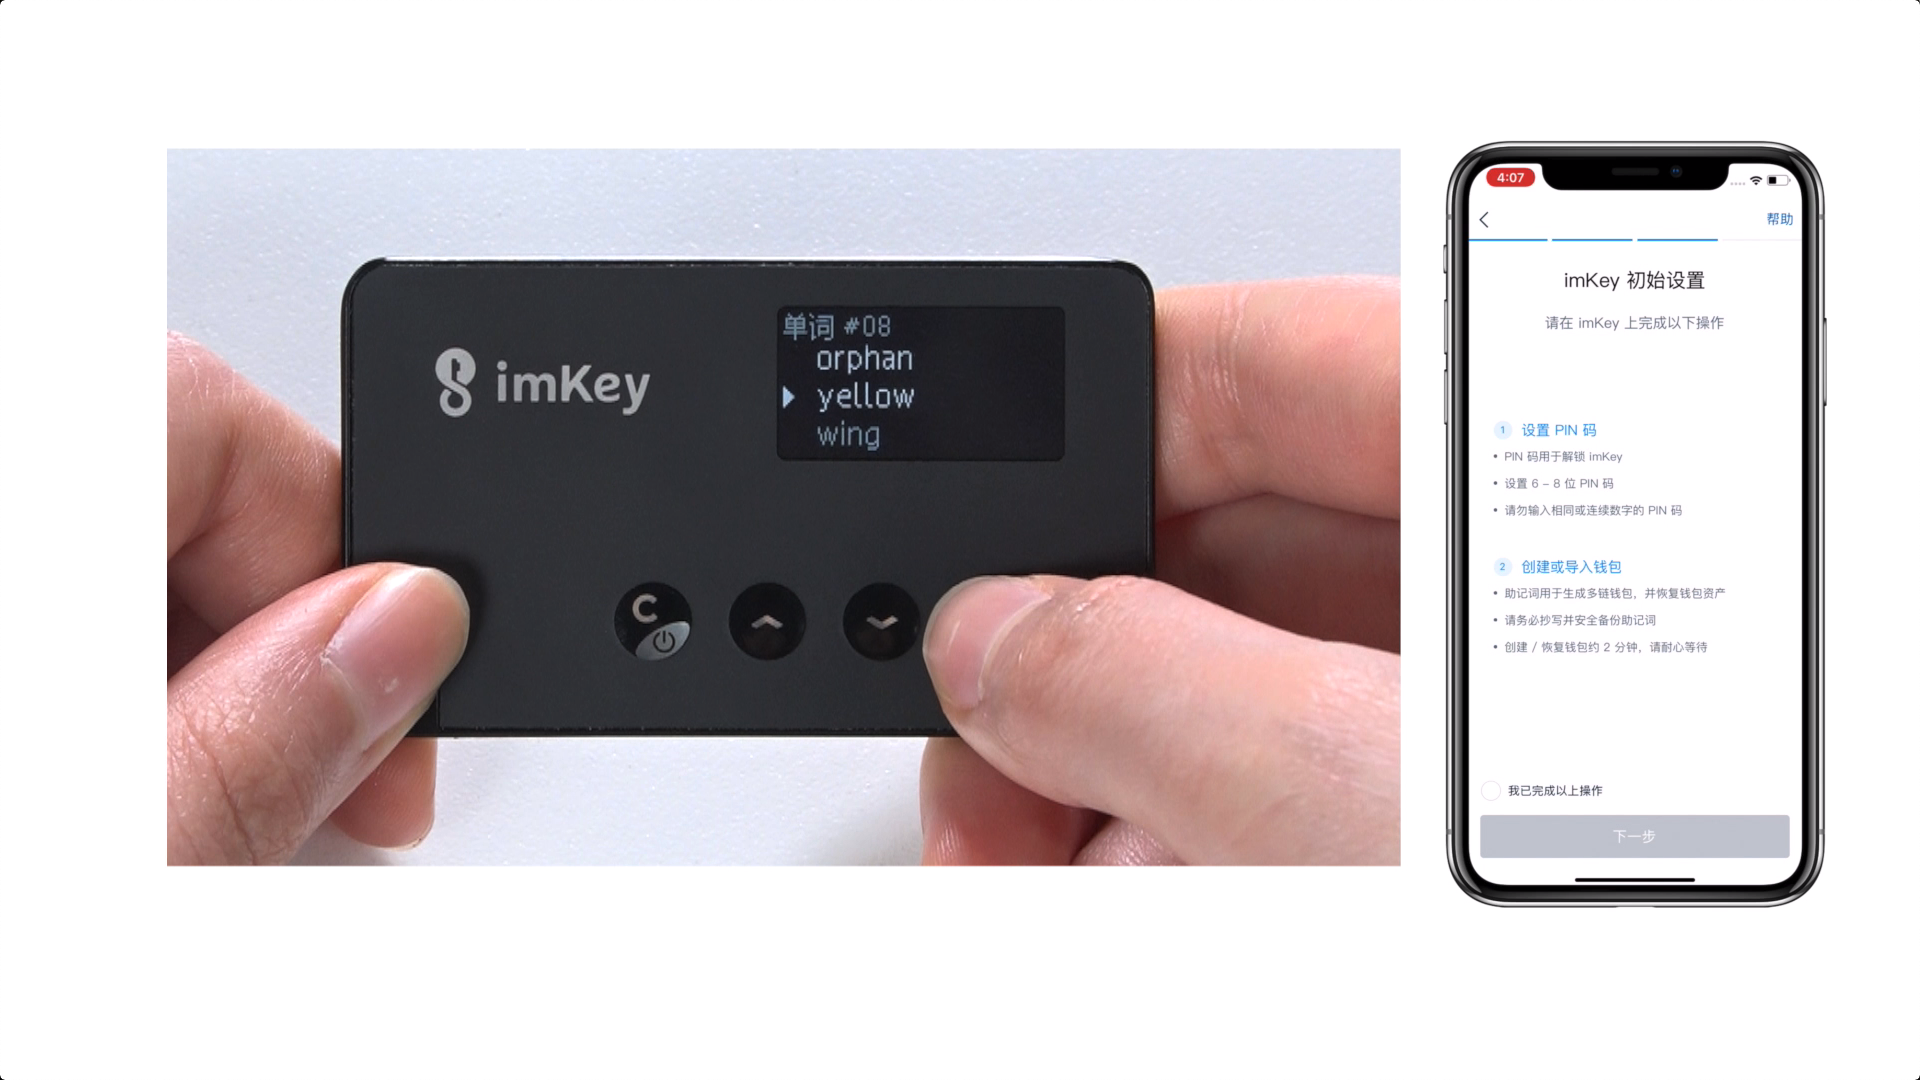 imKey
单词 #08
orphan
yellow
wing
C
4:07
帮助
imKey 初始设置
请在 imKey 上完成以下操作
1 设置 PIN 码
• PIN 码用于解锁 imKey
• 设置 6 – 8 位 PIN 码
• 请勿输入相同或连续数字的 PIN 码
2 创建或导入钱包
• 助记词用于生成多链钱包，并恢复钱包资产
• 请务必抄写并安全备份助记词
• 创建 / 恢复钱包约 2 分钟，请耐心等待
我已完成以上操作
下一步